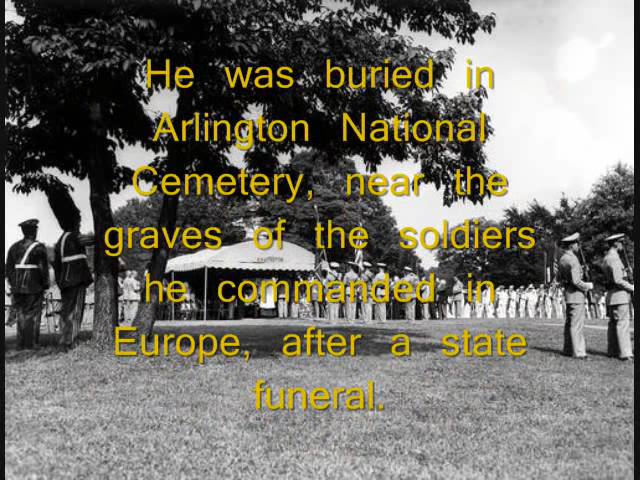 He was buried in
Arlington National
Cemetery, near the
graves of the soldiers
he commanded in
Europe, after a state
funeral.